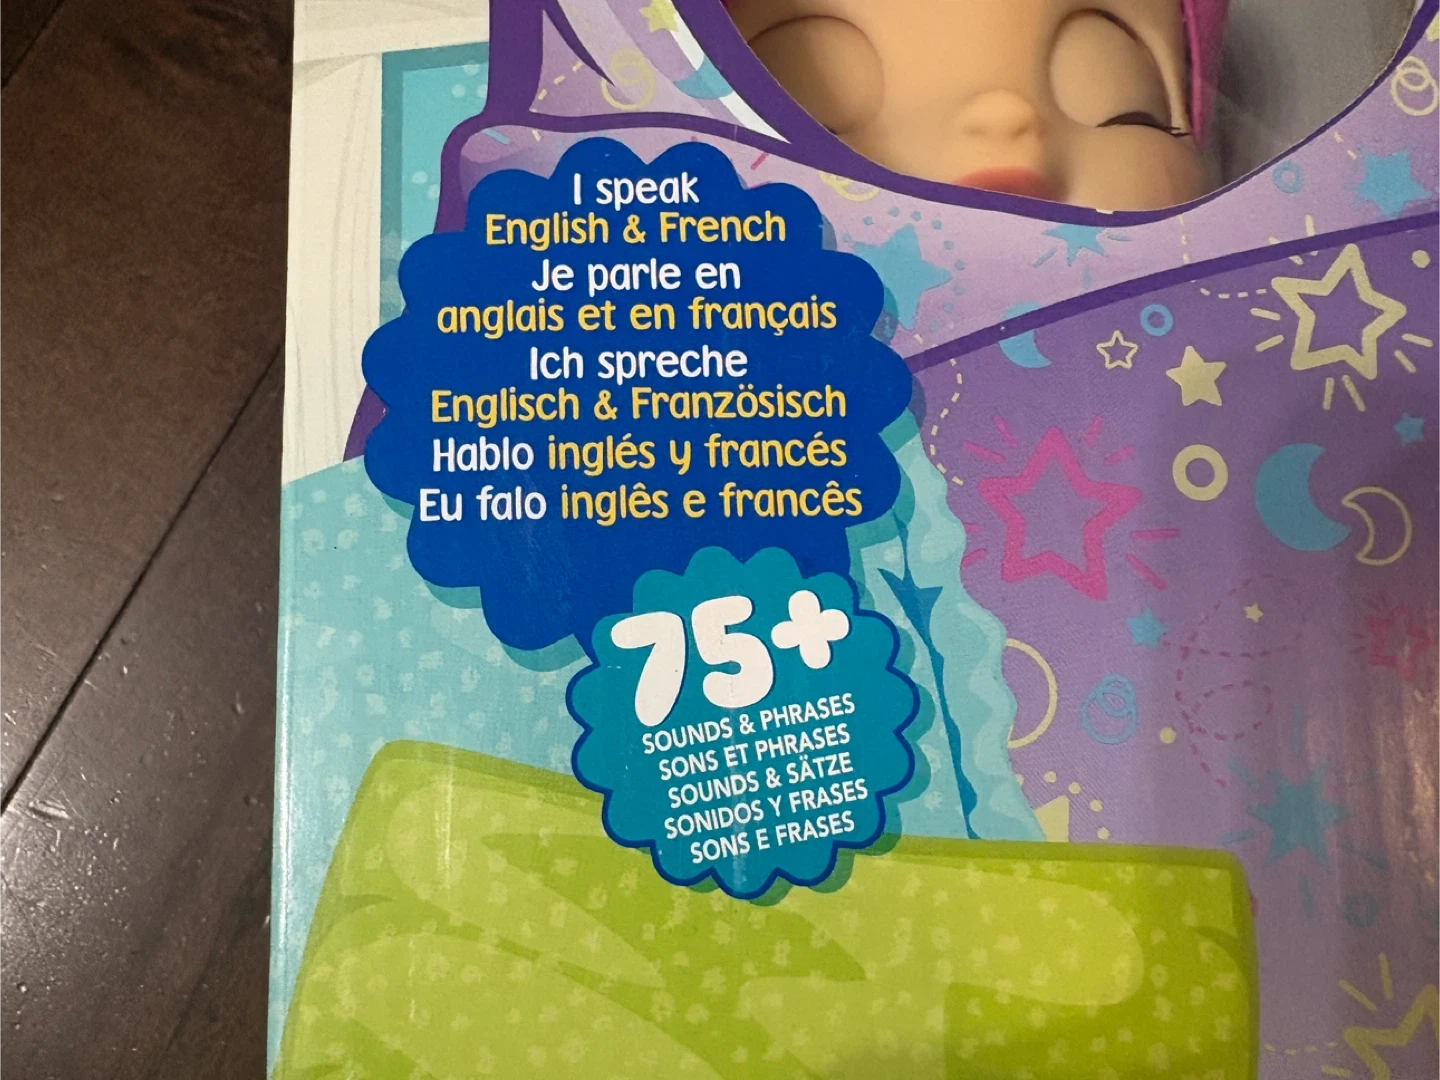 I speak
English & French
Je parle en
anglais et en français
Ich spreche
Englisch & Französisch
Hablo inglés y francés
Eu falo inglês e francês
75+
SOUNDS & PHRASES
SONS ET PHRASES
SOUNDS & SÄTZE
SONIDOS Y FRASES
SONS E FRASES